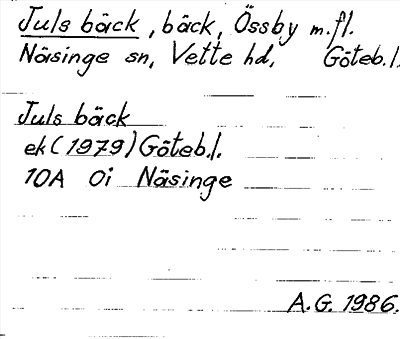 Juls bäck, bäck, Össby m.fl.
Näsinge sn, Vette hd, Göteb.l.
Juls bäck
ek (1979) Göteb.l.
10A 0i Näsinge
A.G. 1986.